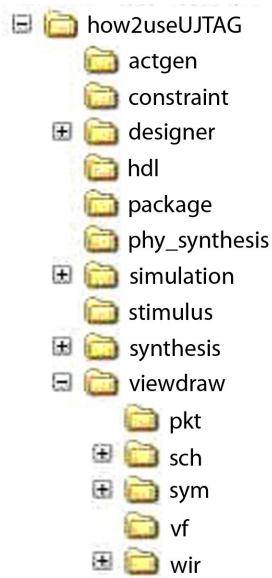 how2useUJTAG
actgen
constraint
designer
hdl
package
phy_synthesis
simulation
stimulus
synthesis
viewdraw
pkt
sch
sym
vf
wir